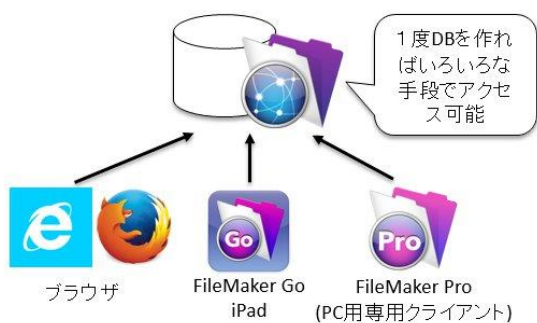 １度DBを作れ
ばいろいろな
手段でアクセ
ス可能
Go
Pro
ブラウザ
FileMaker Go
iPad
FileMaker Pro
(PC用専用クライアント)